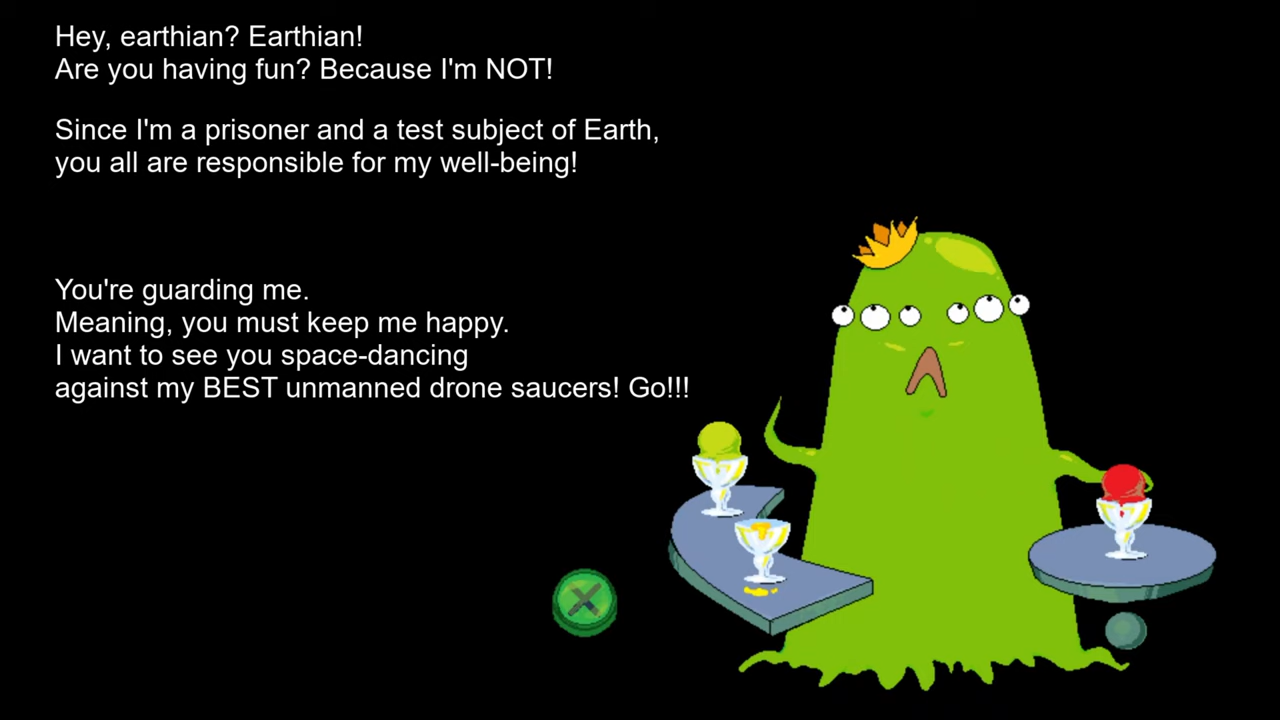 Hey, earthian? Earthian!
Are you having fun? Because I'm NOT!
Since I'm a prisoner and a test subject of Earth,
you all are responsible for my well-being!
You're guarding me.
Meaning, you must keep me happy.
I want to see you space-dancing
against my BEST unmanned drone saucers! Go!!!